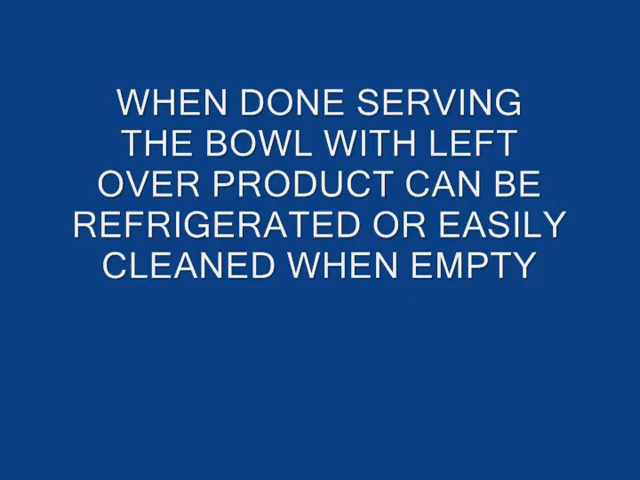 WHEN DONE SERVING
THE BOWL WITH LEFT
OVER PRODUCT CAN BE
REFRIGERATED OR EASILY
CLEANED WHEN EMPTY